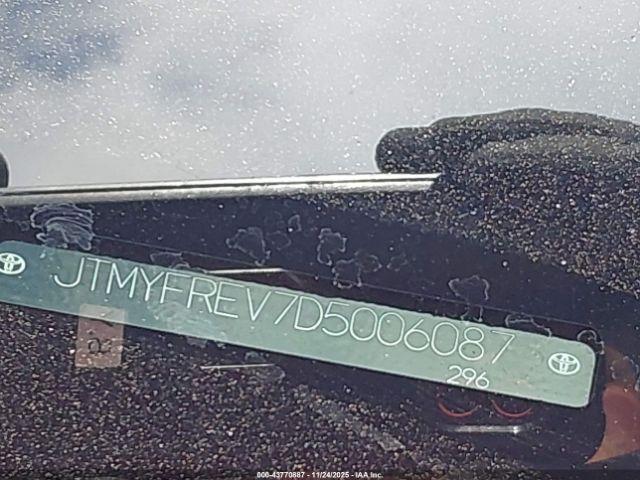 JTMYFREV7D5006087
296
000-43770887 - 11/24/2025 - IAA, Inc.